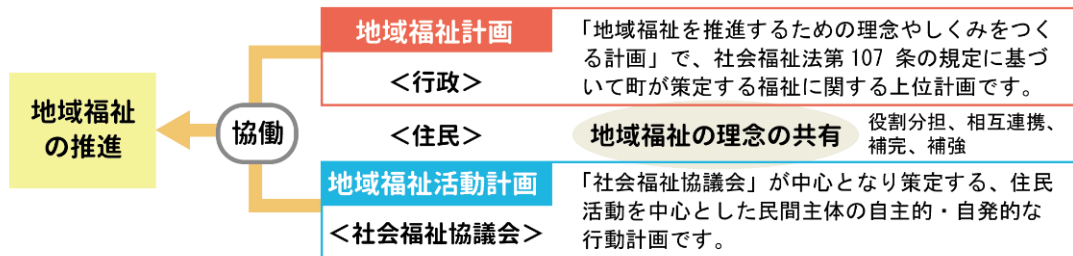 地域福祉
の推進
協働
地域福祉計画
＜行政＞
「地域福祉を推進するための理念やしくみをつく
る計画」で、社会福祉法第 107 条の規定に基づ
いて町が策定する福祉に関する上位計画です。
＜住民＞
地域福祉の理念の共有
役割分担、相互連携、
補完、補強
地域福祉活動計画
＜社会福祉協議会＞
「社会福祉協議会」が中心となり策定する、住民
活動を中心とした民間主体の自主的・自発的な
行動計画です。